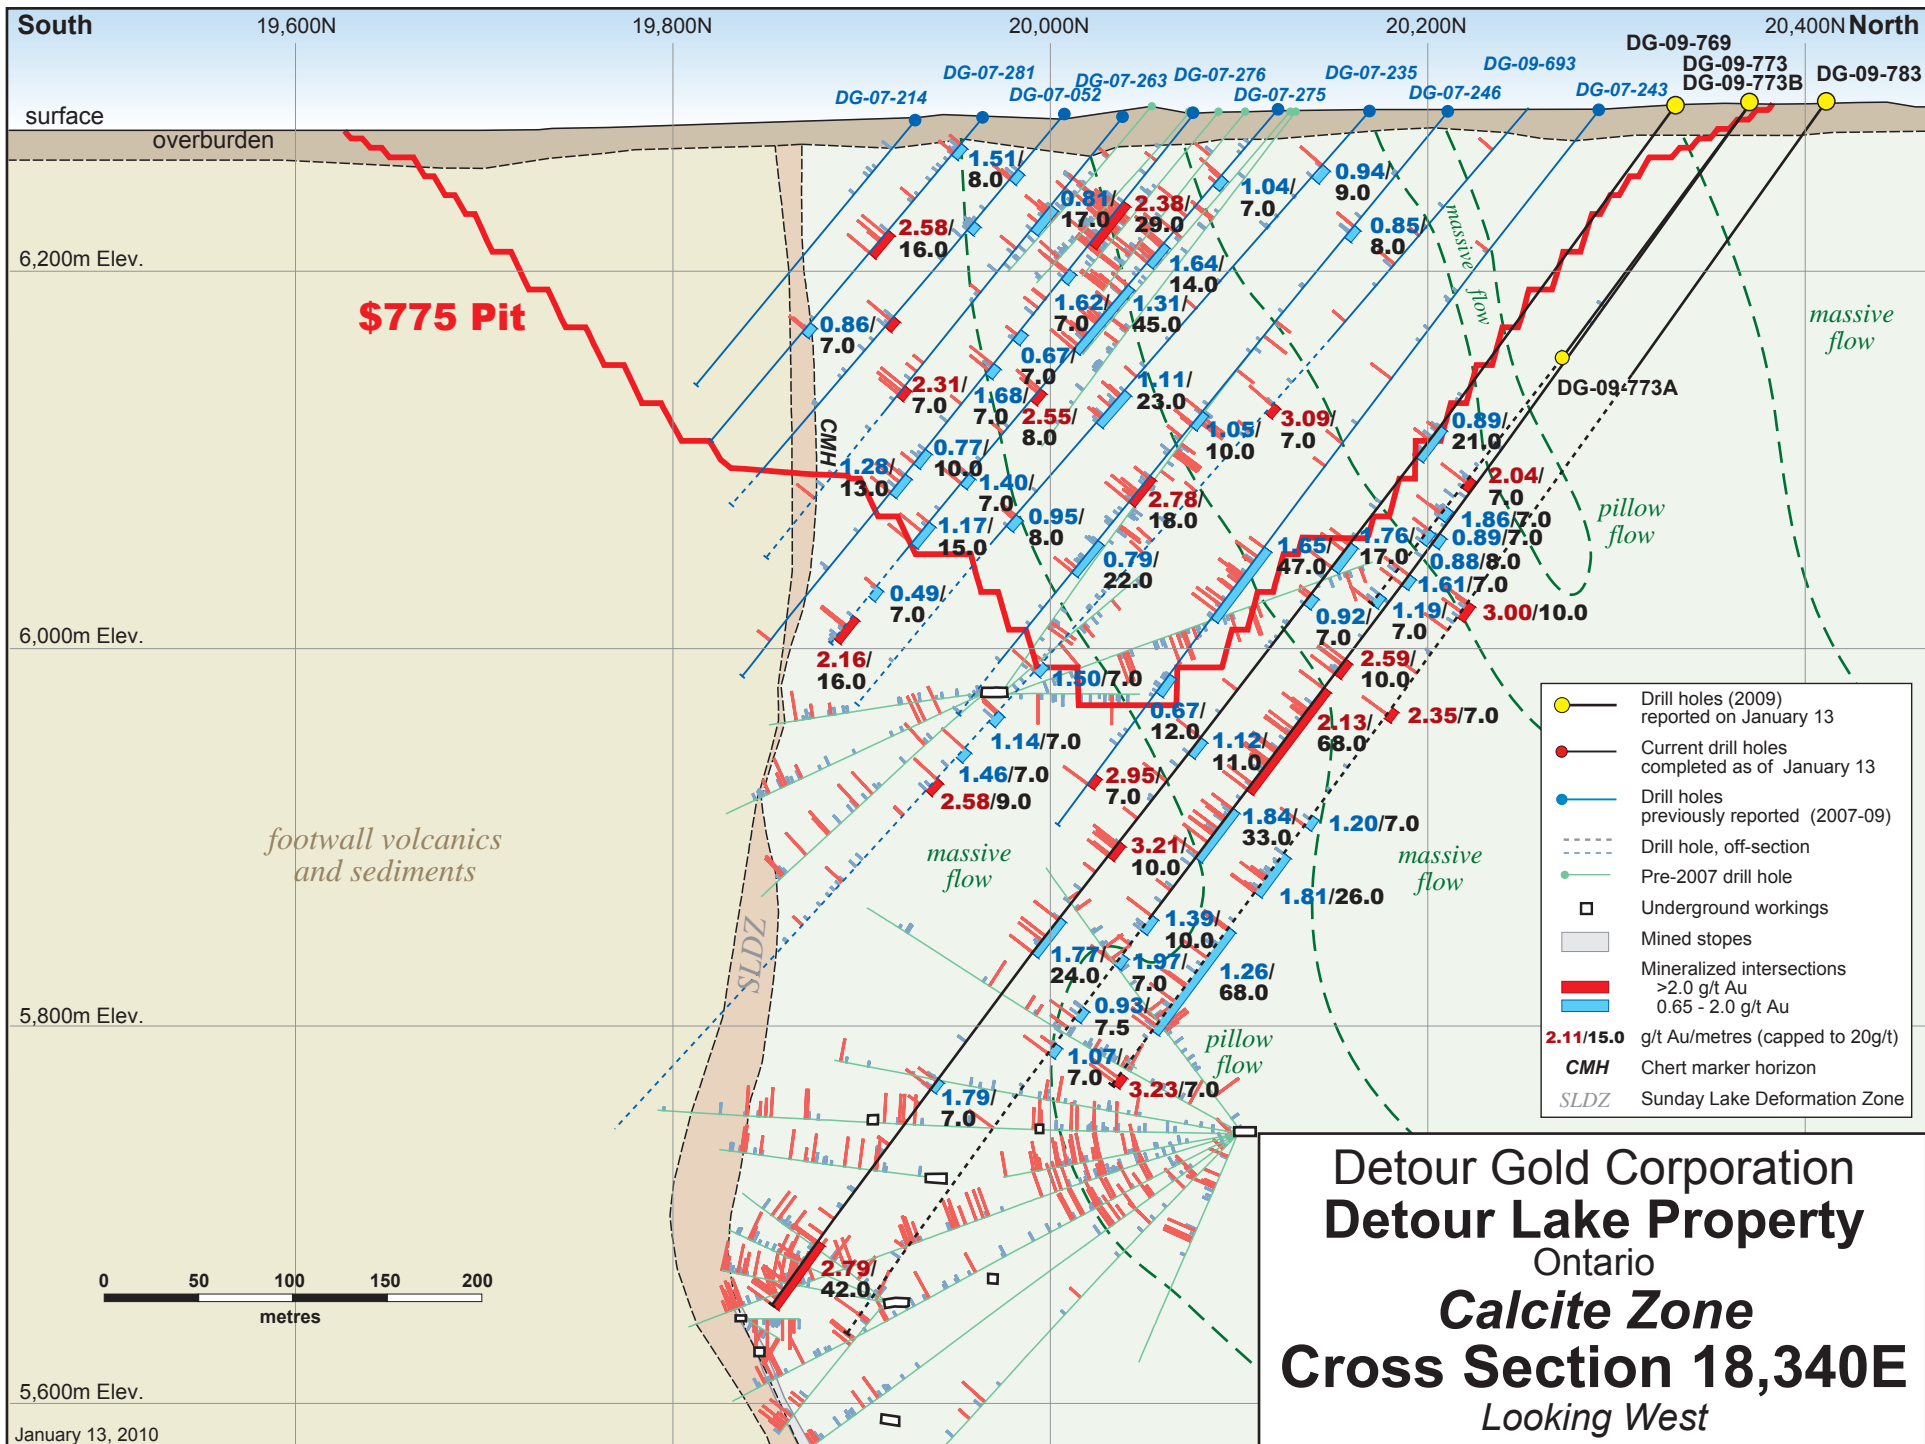 South
19,600N
19,800N
20,000N
20,200N
20,400N
North
DG-09-769
DG-09-773
DG-09-773B
DG-09-783
DG-07-281
DG-07-263
DG-07-276
DG-07-235
DG-09-693
DG-07-214
DG-07-052
DG-07-275
DG-07-246
DG-07-243
surface
overburden
1.51/
8.0
0.81/
17.0
2.38/
29.0
1.04/
7.0
0.94/
9.0
2.58/
16.0
0.85/
8.0
massive
flow
6,200m Elev.
1.64/
14.0
$775 Pit
0.86/
7.0
1.62/
7.0
1.31/
45.0
massive
flow
0.67/
7.0
DG-09-773A
2.31/
7.0
1.68/
7.0
2.55/
8.0
1.11/
23.0
1.05/
10.0
3.09/
7.0
0.89/
21.0
CMH
1.28/
13.0
0.77/
10.0
1.40/
7.0
2.78/
18.0
2.04/
7.0
pillow
flow
1.17/
15.0
0.95/
8.0
0.79/
22.0
1.65/
47.0
1.76/
17.0
1.86/7.0
0.89/7.0
0.88/8.0
1.61/7.0
0.49/
7.0
0.92/
7.0
1.19/
7.0
3.00/10.0
6,000m Elev.
2.16/
16.0
1.50/7.0
2.59/
10.0
0.67/
12.0
2.13/
68.0
2.35/7.0
1.14/7.0
1.12/
11.0
1.46/7.0
2.58/9.0
2.95/
7.0
1.84/
33.0
1.20/7.0
footwall volcanics
and sediments
massive
flow
3.21/
10.0
massive
flow
1.81/26.0
SLDZ
1.39/
10.0
1.77/
24.0
1.97/
7.0
1.26/
68.0
5,800m Elev.
0.93/
7.5
pillow
flow
1.07/
7.0
3.23/7.0
1.79/
7.0
2.79/
42.0
0
50
100
150
200
metres
5,600m Elev.
January 13, 2010
Drill holes (2009)
reported on January 13
Current drill holes
completed as of January 13
Drill holes
previously reported (2007-09)
Drill hole, off-section
Pre-2007 drill hole
Underground workings
Mined stopes
Mineralized intersections
>2.0 g/t Au
0.65 - 2.0 g/t Au
2.11/15.0 g/t Au/metres (capped to 20g/t)
CMH Chert marker horizon
SLDZ Sunday Lake Deformation Zone
Detour Gold Corporation
Detour Lake Property
Ontario
Calcite Zone
Cross Section 18,340E
Looking West